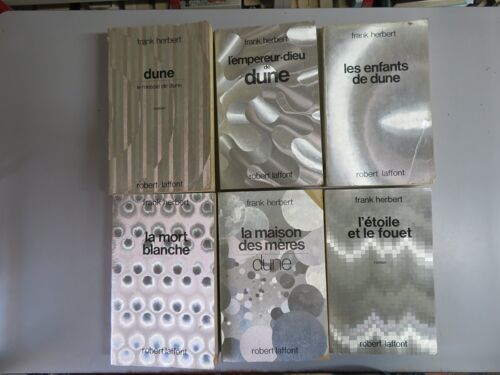 frank herbert
dune
le messie de dune
roman
robert laffont
frank herbert
l'empereur-dieu
de
dune
robert laffont
frank herbert
les enfants
de dune
robert laffont
frank herbert
la mort
blanche
robert laffont
frank herbert
la maison
des mères
dune
robert laffont
frank herbert
l'étoile
et le fouet
roman
robert laffont